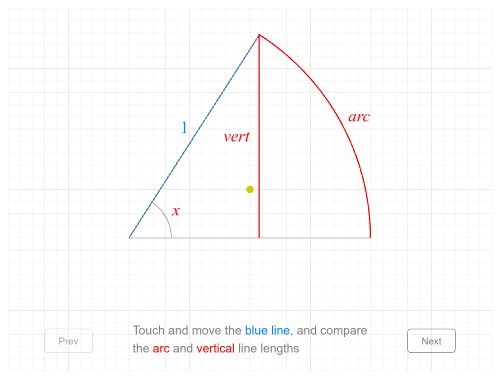 1
vert
arc
x
Touch and move the blue line, and compare
the arc and vertical line lengths
Prev
Next